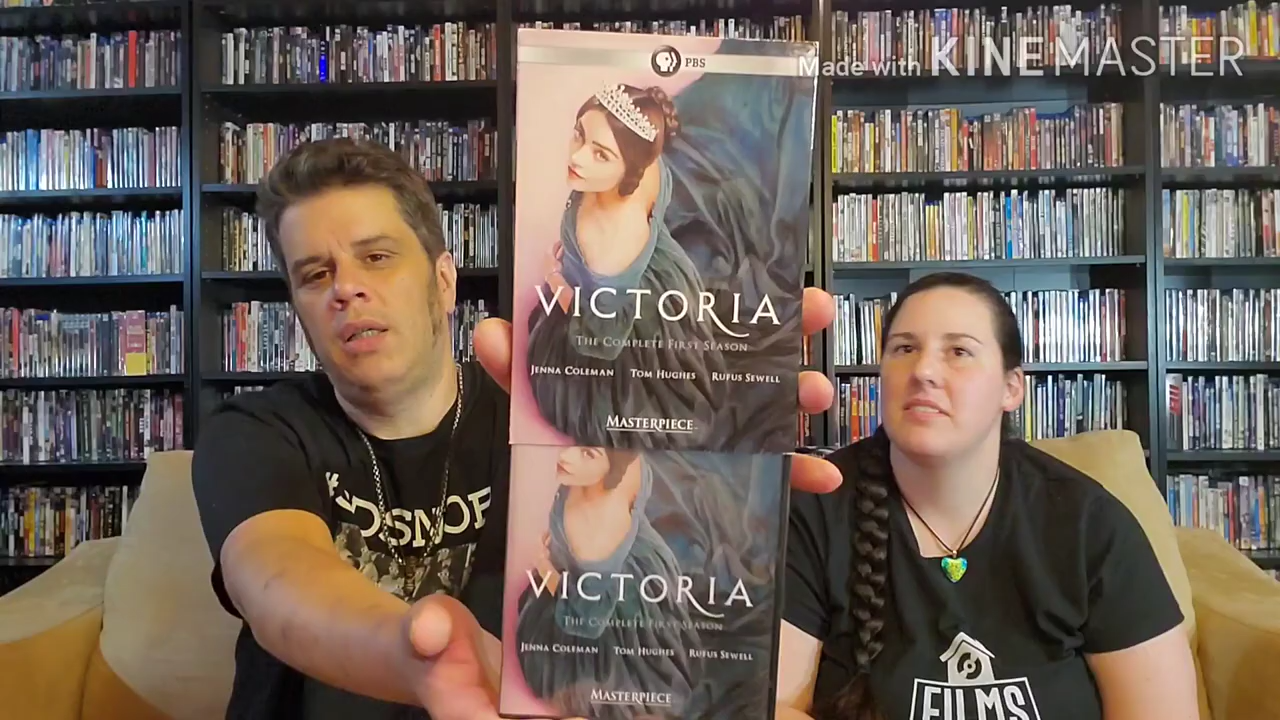 Made with KINEMASTER
PBS
VICTORIA
THE COMPLETE FIRST SEASON
JENNA COLEMAN TOM HUGHES RUFUS SEWELL
MASTERPIECE
VICTORIA
THE COMPLETE FIRST SEASON
JENNA COLEMAN TOM HUGHES RUFUS SEWELL
MASTERPIECE
FILMS